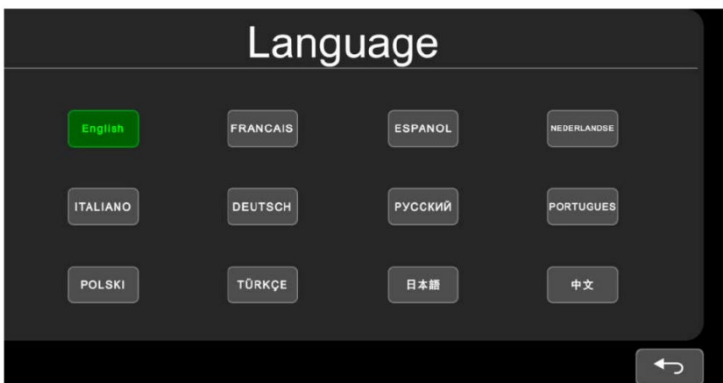 Language
English FRANCAIS ESPANOL NEDERLANDSE
ITALIANO DEUTSCH РУССКИЙ PORTUGUES
POLSKI TÜRKÇE 日本語 中文